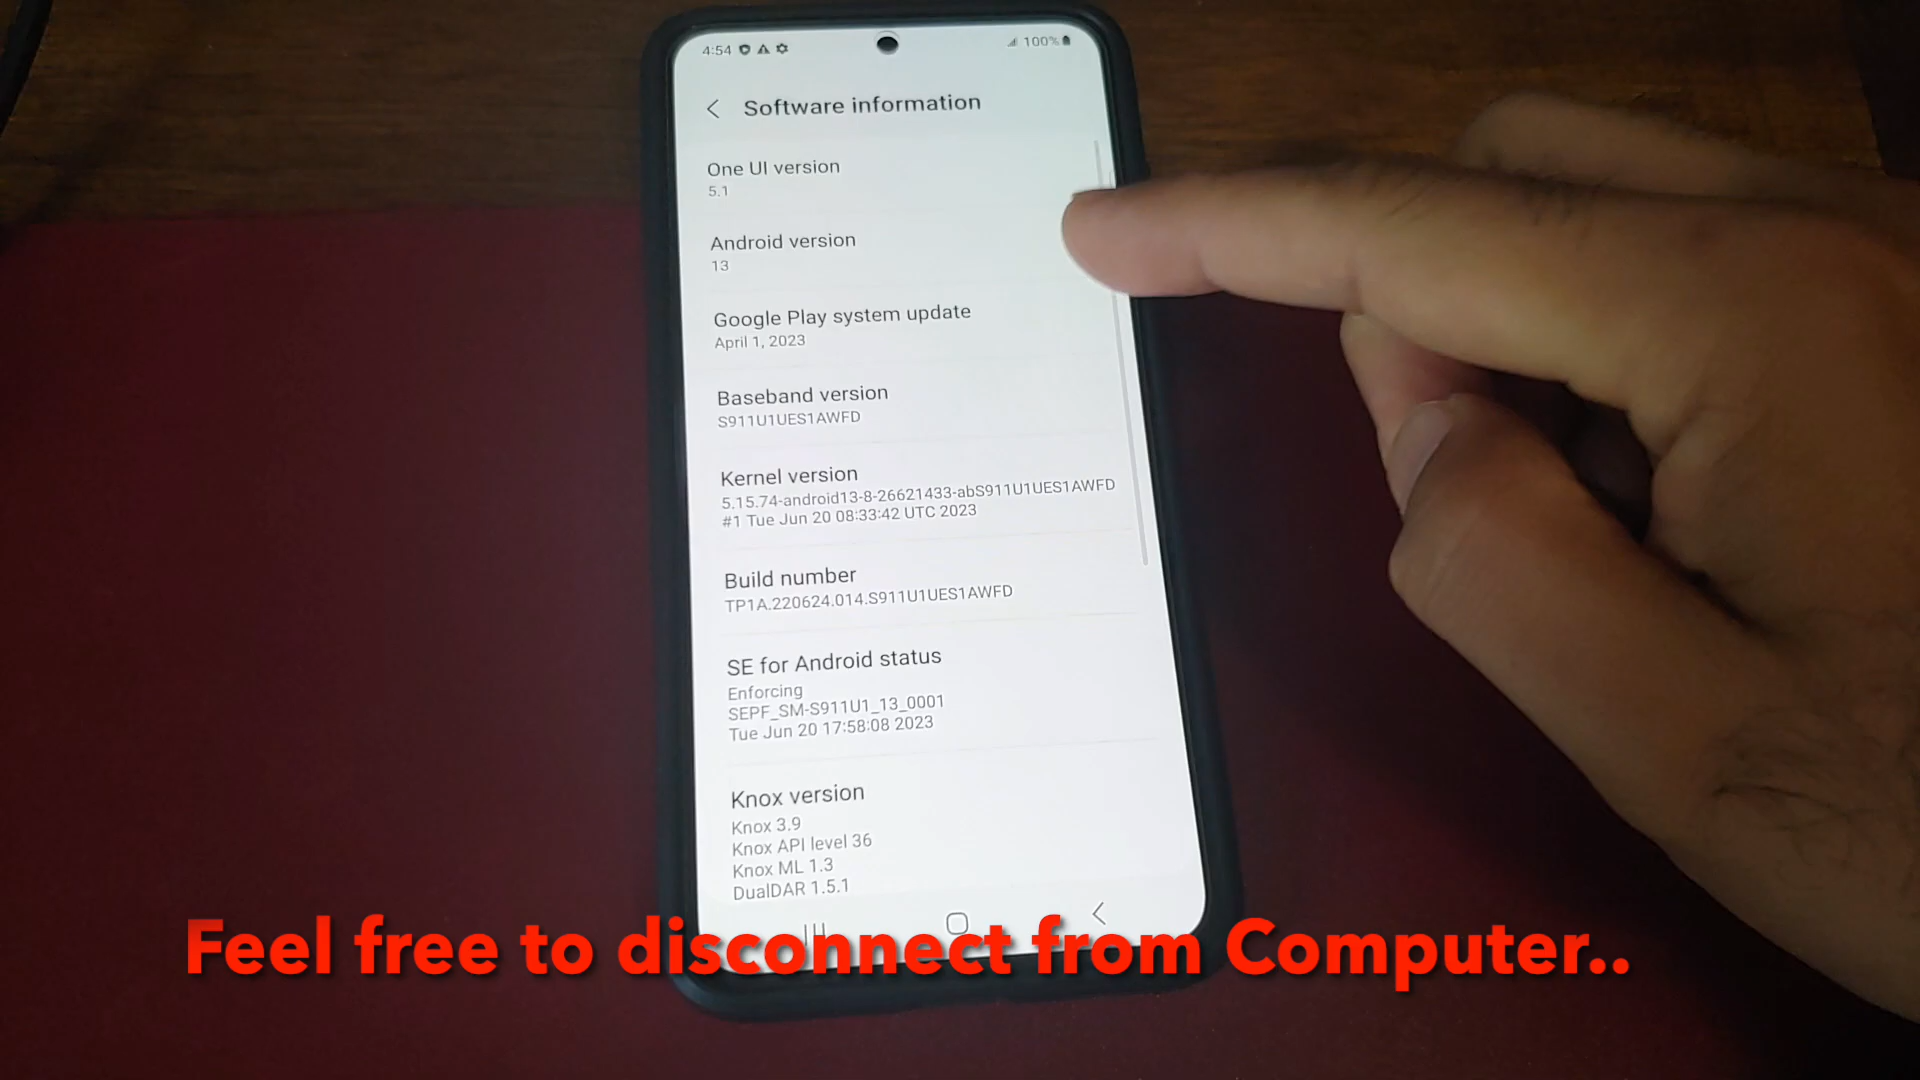 4:54
100%
Software information
One UI version
5.1
Android version
13
Google Play system update
April 1, 2023
Baseband version
S911U1UES1AWFD
Kernel version
5.15.74-android13-8-26621433-abS911U1UES1AWFD
#1 Tue Jun 20 08:33:42 UTC 2023
Build number
TP1A.220624.014.S911U1UES1AWFD
SE for Android status
Enforcing
SEPF_SM-S911U1_13_0001
Tue Jun 20 17:58:08 2023
Knox version
Knox 3.9
Knox API level 36
Knox ML 1.3
DualDAR 1.5.1
Feel free to disconnect from Computer..